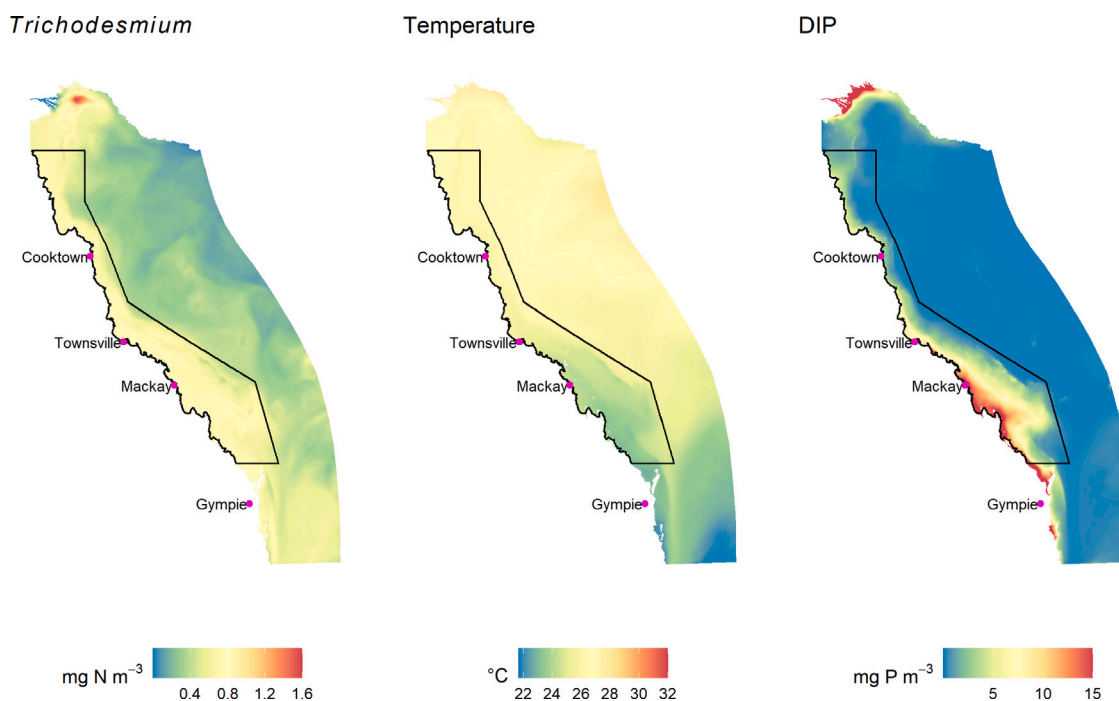 Trichodesmium
Temperature
DIP
Cooktown
Townsville
Mackay
Gympie
Cooktown
Townsville
Mackay
Gympie
Cooktown
Townsville
Mackay
Gympie
mg N m⁻³
0.4 0.8 1.2 1.6
°C
22 24 26 28 30 32
mg P m⁻³
5 10 15